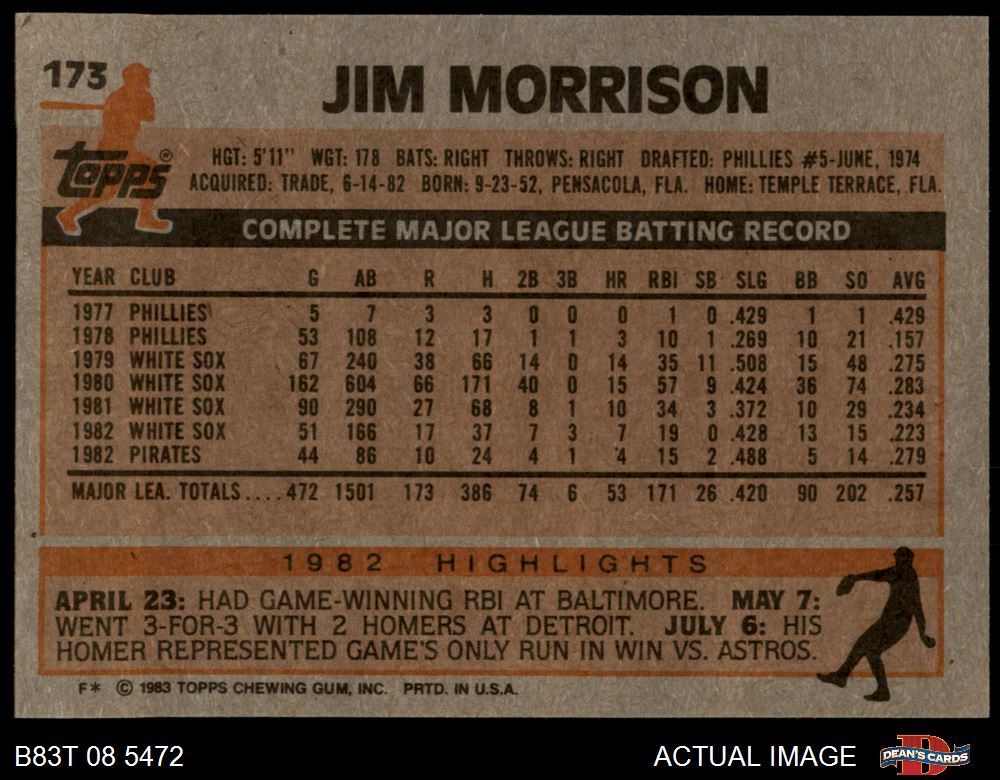 173
JIM MORRISON
Topps®
HGT: 5'11" WGT: 178 BATS: RIGHT THROWS: RIGHT DRAFTED: PHILLIES #5-JUNE, 1974
ACQUIRED: TRADE, 6-14-82 BORN: 9-23-52, PENSACOLA, FLA. HOME: TEMPLE TERRACE, FLA.
COMPLETE MAJOR LEAGUE BATTING RECORD
YEAR CLUB G AB R H 2B 3B HR RBI SB SLG BB SO AVG
1977 PHILLIES 5 7 3 3 0 0 0 1 0 .429 1 1 .429
1978 PHILLIES 53 108 12 17 1 1 3 10 1 .269 10 21 .157
1979 WHITE SOX 67 240 38 66 14 0 14 35 11 .508 15 48 .275
1980 WHITE SOX 162 604 66 171 40 0 15 57 9 .424 36 74 .283
1981 WHITE SOX 90 290 27 68 8 1 10 34 3 .372 10 29 .234
1982 WHITE SOX 51 166 17 37 7 3 7 19 0 .428 13 15 .223
1982 PIRATES 44 86 10 24 4 1 4 15 2 .488 5 14 .279
MAJOR LEA. TOTALS....472 1501 173 386 74 6 53 171 26 .420 90 202 .257
1982 HIGHLIGHTS
APRIL 23: HAD GAME-WINNING RBI AT BALTIMORE. MAY 7:
WENT 3-FOR-3 WITH 2 HOMERS AT DETROIT. JULY 6: HIS
HOMER REPRESENTED GAME'S ONLY RUN IN WIN VS. ASTROS.
F* © 1983 TOPPS CHEWING GUM, INC. PRTD. IN U.S.A.
B83T 08 5472 ACTUAL IMAGE
D
DEAN'S CARDS